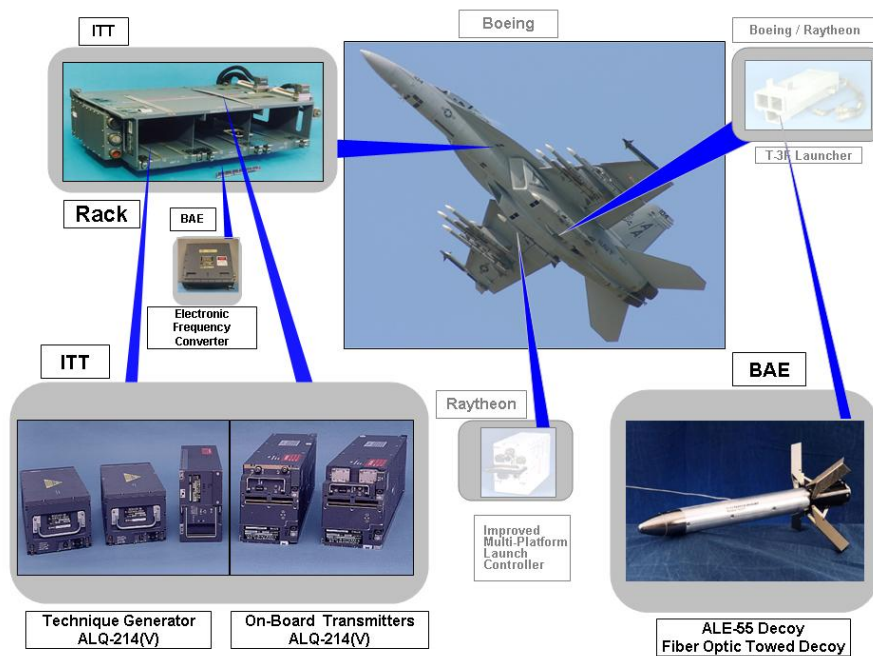 ITT
Boeing
Boeing / Raytheon
T-3F Launcher
Rack
BAE
Electronic
Frequency
Converter
ITT
Raytheon
BAE
Improved
Multi-Platform
Launch
Controller
Technique Generator
ALQ-214(V)
On-Board Transmitters
ALQ-214(V)
ALE-55 Decoy
Fiber Optic Towed Decoy